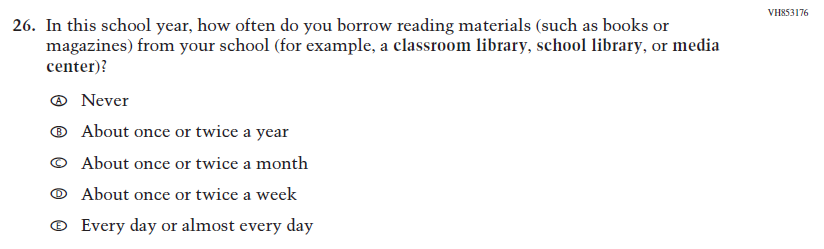 VH853176
26. In this school year, how often do you borrow reading materials (such as books or
magazines) from your school (for example, a classroom library, school library, or media
center)?
A Never
B About once or twice a year
C About once or twice a month
D About once or twice a week
E Every day or almost every day